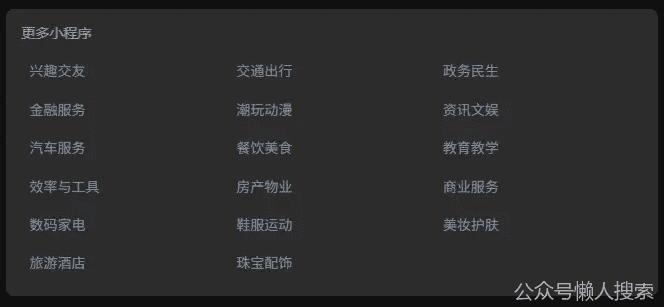 更多小程序
兴趣交友 交通出行 政务民生
金融服务 潮玩动漫 资讯文娱
汽车服务 餐饮美食 教育教学
效率与工具 房产物业 商业服务
数码家电 鞋服运动 美妆护肤
旅游酒店 珠宝配饰
公众号懒人搜索